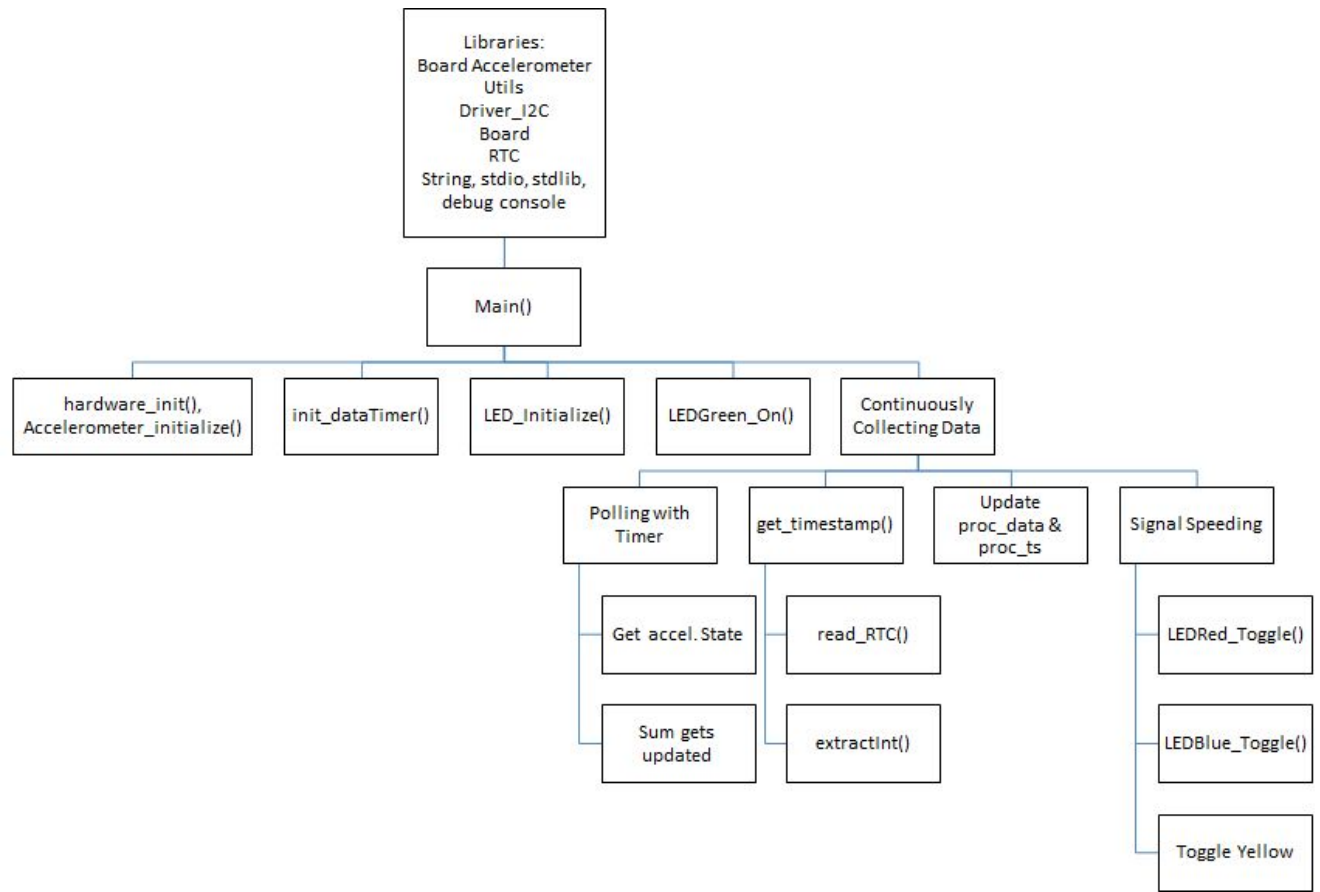 Libraries:
Board Accelerometer
Utils
Driver_I2C
Board
RTC
String, stdio, stdlib,
debug console
Main()
hardware_init(),
Accelerometer_initialize()
init_dataTimer()
LED_Initialize()
LEDGreen_On()
Continuously
Collecting Data
Polling with
Timer
get_timestamp()
Update
proc_data &
proc_ts
Signal Speeding
Get accel. State
read_RTC()
LEDRed_Toggle()
Sum gets
updated
extractInt()
LEDBlue_Toggle()
Toggle Yellow